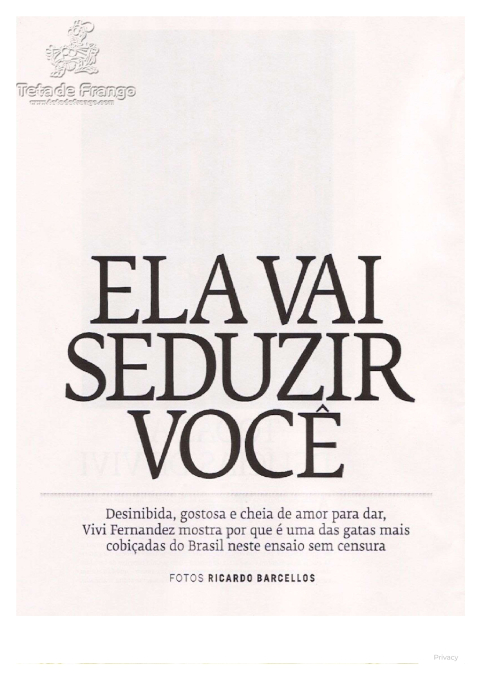 Teta de Frango
www.tetadefrango.com
ELA VAI
SEDUZIR
VOCÊ
Desinibida, gostosa e cheia de amor para dar,
Vivi Fernandez mostra por que é uma das gatas mais
cobiçadas do Brasil neste ensaio sem censura
FOTOS RICARDO BARCELLOS
Privacy